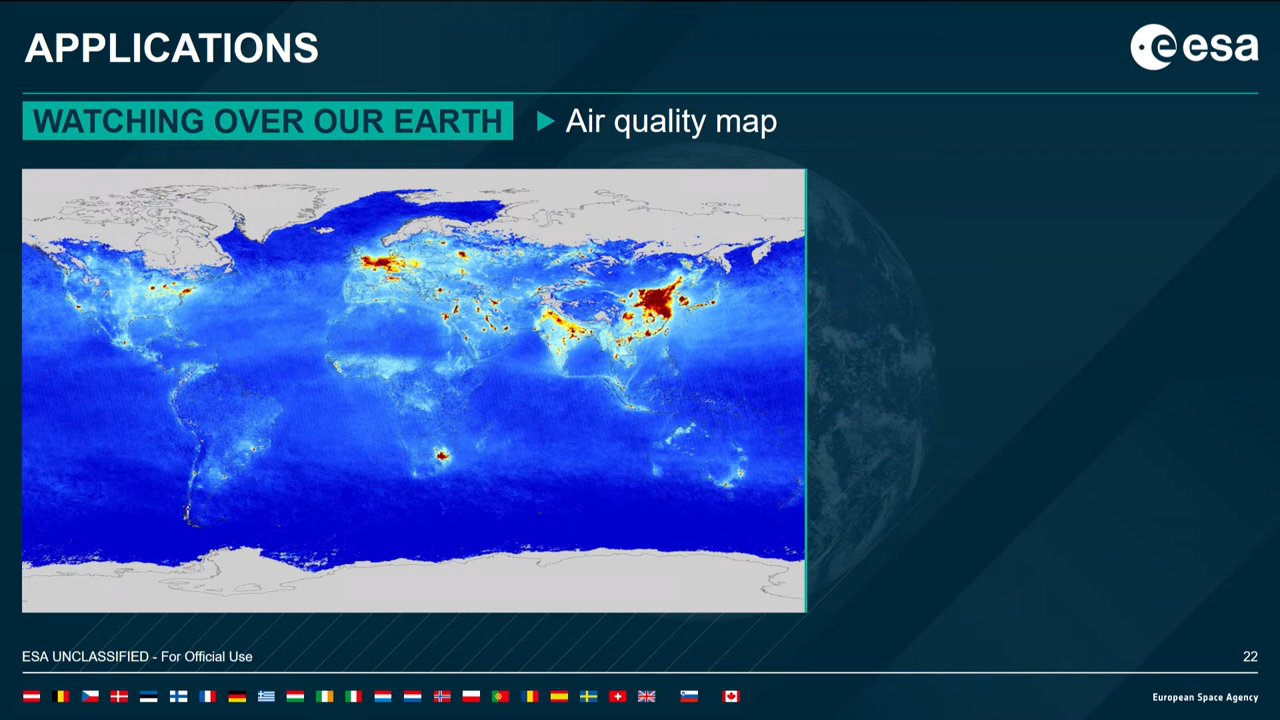 APPLICATIONS
esa
WATCHING OVER OUR EARTH
Air quality map
ESA UNCLASSIFIED - For Official Use
22
European Space Agency